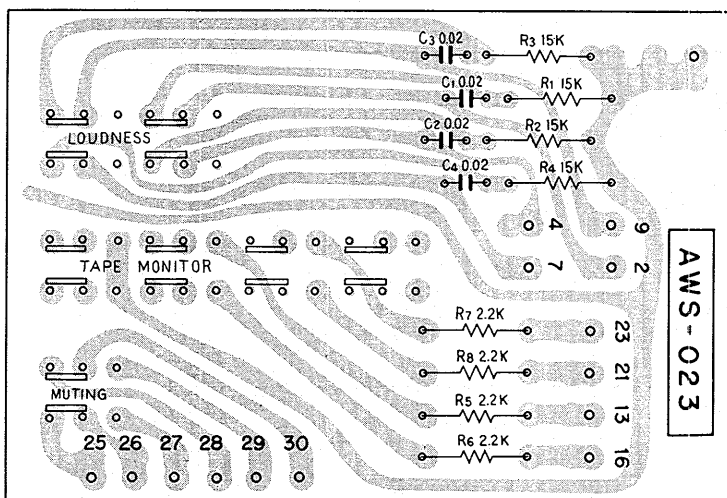 C3 0.02 R3 15K
C1 0.02 R1 15K
C2 0.02 R2 15K
C4 0.02 R4 15K
LOUDNESS
4 9
7 2
TAPE MONITOR
R7 2.2K 23
R8 2.2K 21
R5 2.2K 13
R6 2.2K 16
MUTING
25 26 27 28 29 30
AWS-023